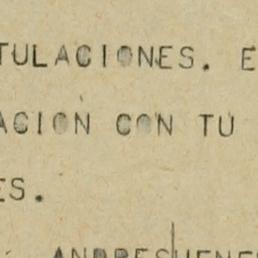 TULACIONES. E
ACION CON TU
ES.